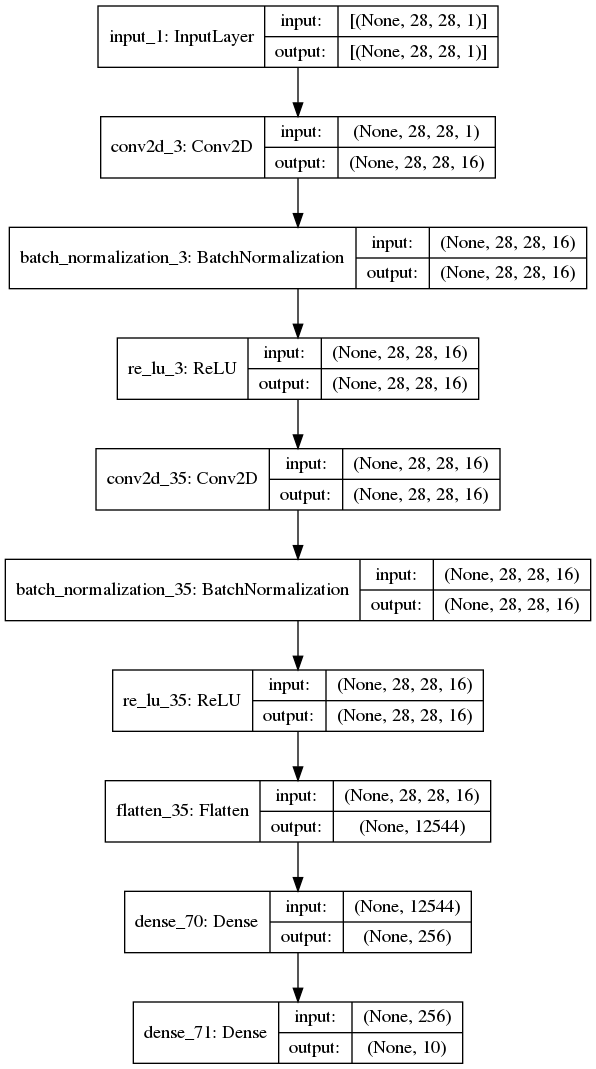 input_1: InputLayer
input:
[(None, 28, 28, 1)]
output:
[(None, 28, 28, 1)]
conv2d_3: Conv2D
input:
(None, 28, 28, 1)
output:
(None, 28, 28, 16)
batch_normalization_3: BatchNormalization
input:
(None, 28, 28, 16)
output:
(None, 28, 28, 16)
re_lu_3: ReLU
input:
(None, 28, 28, 16)
output:
(None, 28, 28, 16)
conv2d_35: Conv2D
input:
(None, 28, 28, 16)
output:
(None, 28, 28, 16)
batch_normalization_35: BatchNormalization
input:
(None, 28, 28, 16)
output:
(None, 28, 28, 16)
re_lu_35: ReLU
input:
(None, 28, 28, 16)
output:
(None, 28, 28, 16)
flatten_35: Flatten
input:
(None, 28, 28, 16)
output:
(None, 12544)
dense_70: Dense
input:
(None, 12544)
output:
(None, 256)
dense_71: Dense
input:
(None, 256)
output:
(None, 10)